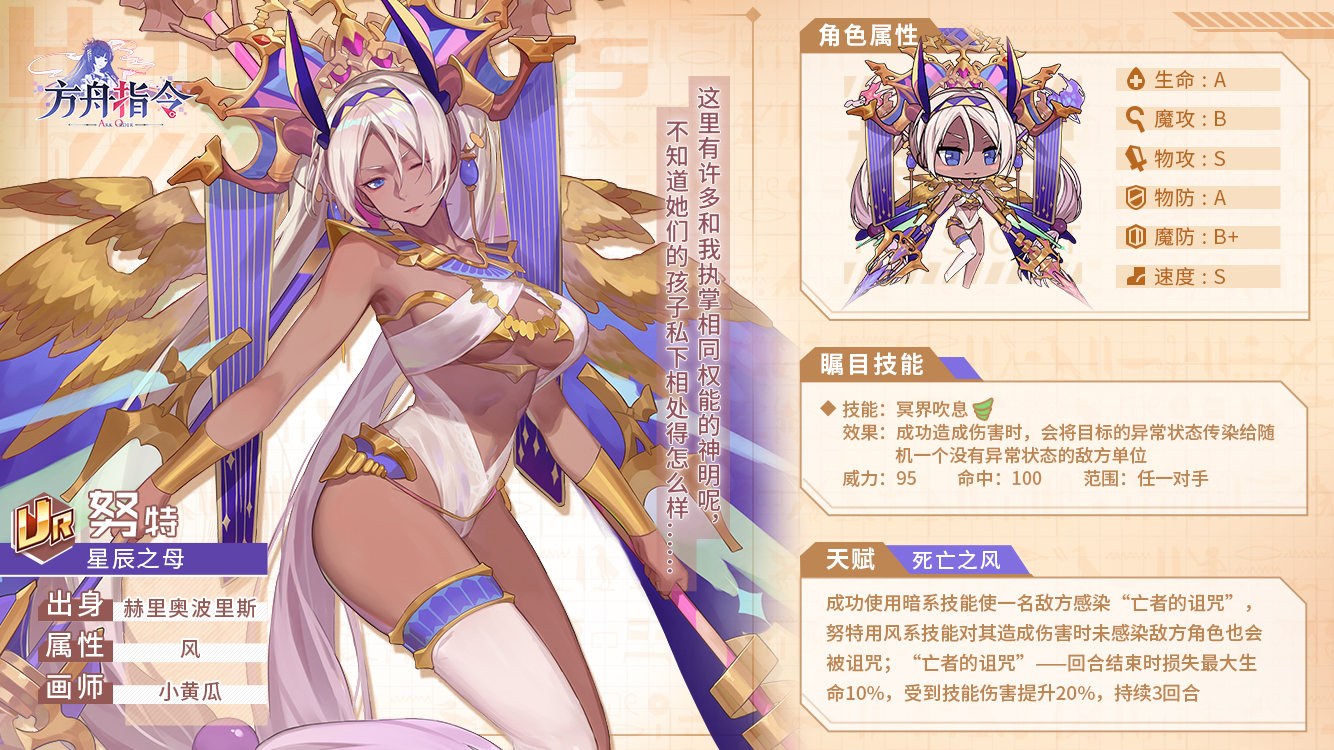 方舟指令
ARK ORDER
这里有许多和我执掌相同权能的神明呢，
不知道她们的孩子私下相处得怎么样……
UR
努特
星辰之母
出身 赫里奥波里斯
属性 风
画师 小黄瓜
角色属性
生命：A
魔攻：B
物攻：S
物防：A
魔防：B+
速度：S
瞩目技能
◆ 技能：冥界吹息
效果：成功造成伤害时，会将目标的异常状态传染给随
机一个没有异常状态的敌方单位
威力：95 命中：100 范围：任一对手
天赋 死亡之风
成功使用暗系技能使一名敌方感染“亡者的诅咒”，
努特用风系技能对其造成伤害时未感染敌方角色也会
被诅咒；“亡者的诅咒”——回合结束时损失最大生
命10%，受到技能伤害提升20%，持续3回合